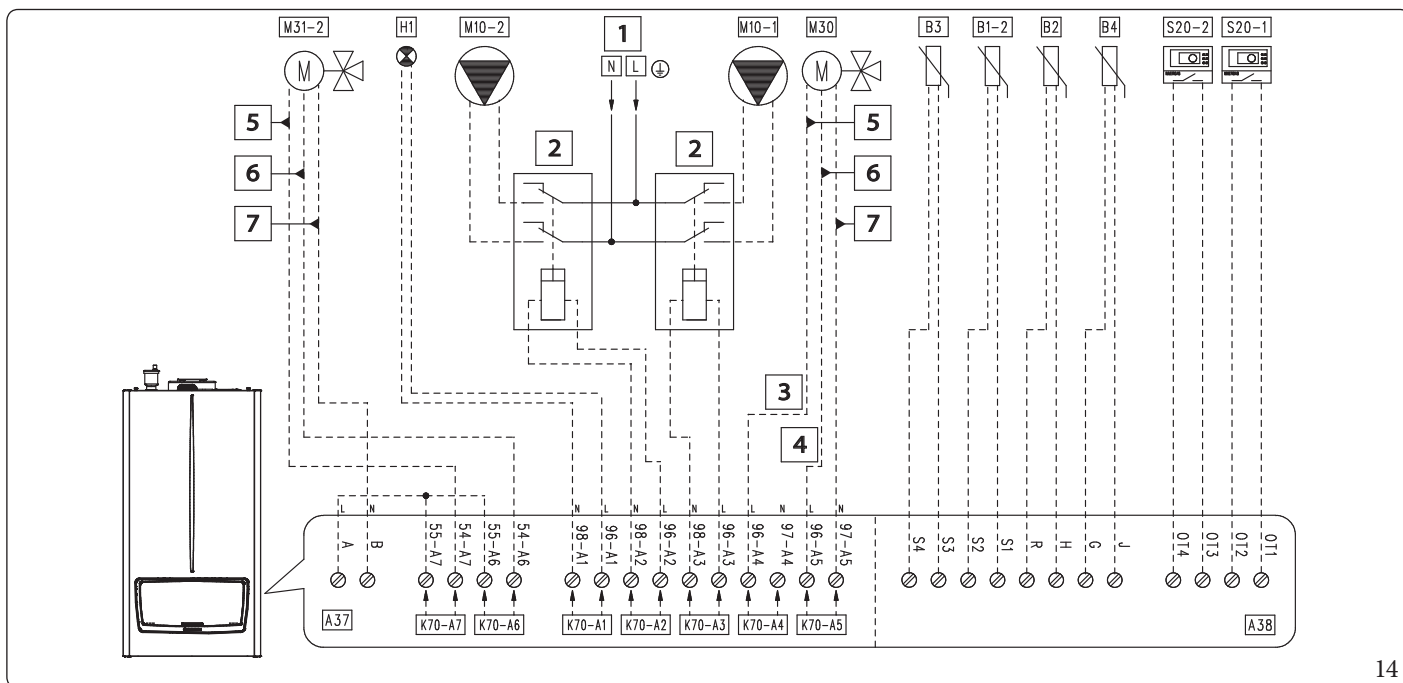 M31-2 H1 M10-2 1 M10-1 M30 B3 B1-2 B2 B4 S20-2 S20-1
N L
M M
5 5
2 2
6 6
7 7
3
4
L N N L N L N L L N L N
A B 55-A7 54-A7 55-A6 54-A6 98-A1 96-A1 98-A2 96-A2 98-A3 96-A3 96-A4 97-A4 96-A5 97-A5 S4 S3 S2 S1 R H G J OT4 OT3 OT2 OT1
A37 K70-A7 K70-A6 K70-A1 K70-A2 K70-A3 K70-A4 K70-A5 A38
14